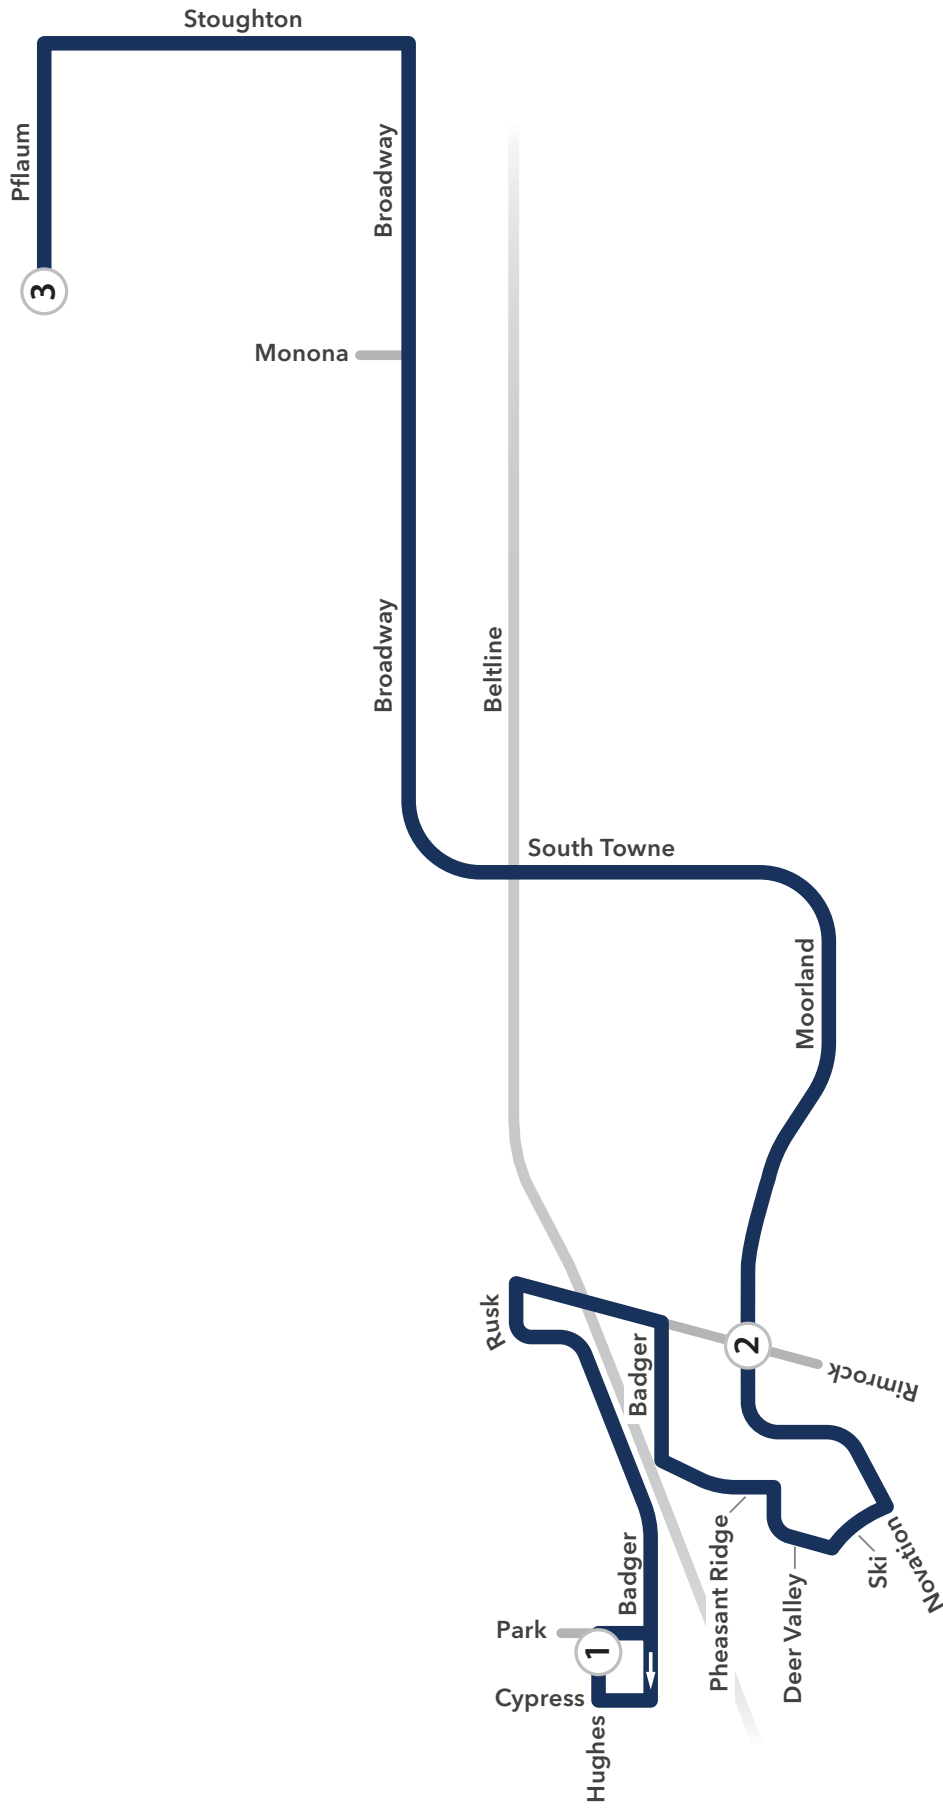 Stoughton
Pflaum
Broadway
3
Monona
Broadway
Beltline
South Towne
Moorland
Rusk
Badger
2
Rimrock
Badger
Pheasant Ridge
Novation
Ski
Deer Valley
Park
1
Cypress
Hughes